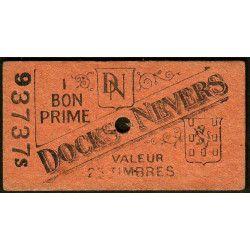 93737s
1
BON
PRIME
DN
DOCKS NEVERS
VALEUR
25 TIMBRES